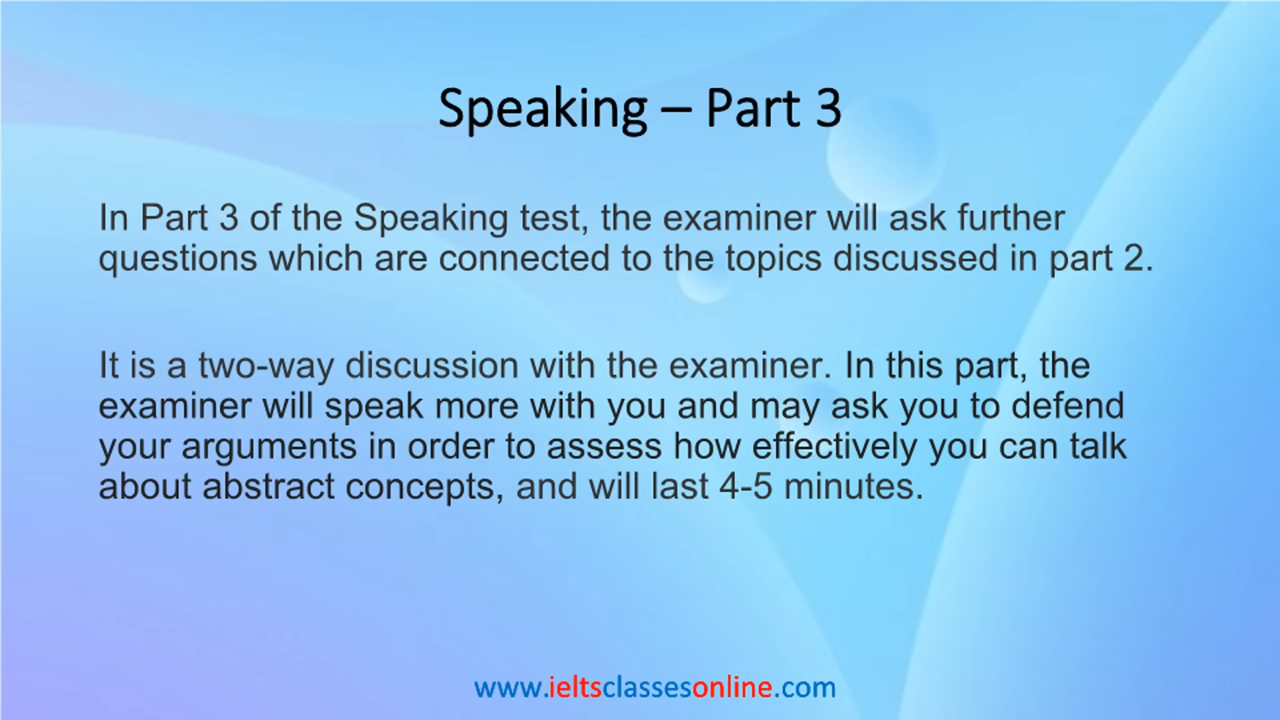 Speaking – Part 3
In Part 3 of the Speaking test, the examiner will ask further
questions which are connected to the topics discussed in part 2.
It is a two-way discussion with the examiner. In this part, the
examiner will speak more with you and may ask you to defend
your arguments in order to assess how effectively you can talk
about abstract concepts, and will last 4-5 minutes.
www.ieltsclassesonline.com